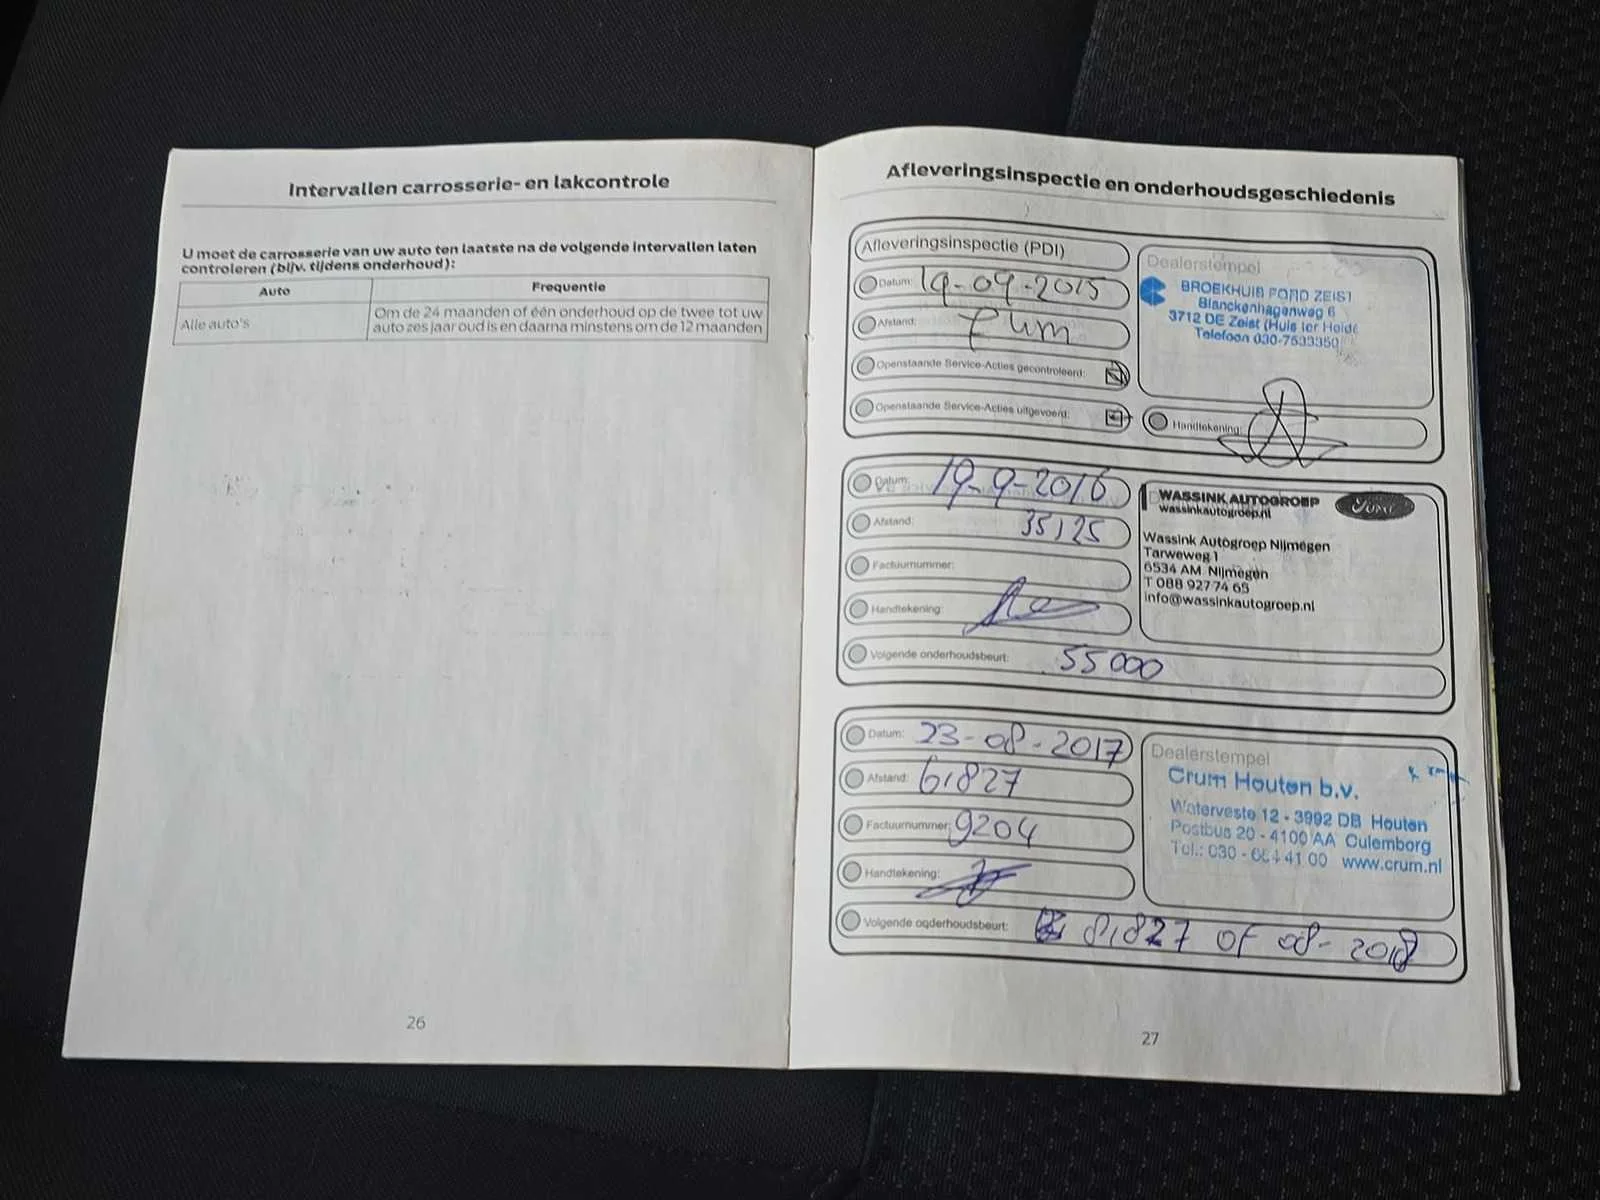 Intervallen carrosserie- en lakcontrole
U moet de carrosserie van uw auto ten laatste na de volgende intervallen laten
controleren (bijv. tijdens onderhoud):
Auto Frequentie
Alle auto's
Om de 24 maanden of één onderhoud op de twee tot uw
auto zes jaar oud is en daarna minstens om de 12 maanden
26
Afleveringsinspectie en onderhoudsgeschiedenis
Afleveringsinspectie (PDI)
Datum: 19-09-2015
Afstand: km
Openstaande Service-Acties gecontroleerd:
Openstaande Service-Acties uitgevoerd:
Dealerstempel
BROEKHUIS FORD ZEIST
Blanckenhagenweg 6
3712 DE Zeist (Huis ter Heide
Telefoon 030-7533350
Handtekening:
Datum: 19-9-2016
Afstand: 35125
Factuurnummer:
Handtekening:
Volgende onderhoudsbeurt: 55000
WASSINK AUTOGROEP
wassinkautogroep.nl
Ford
Wassink Autogroep Nijmegen
Tarweweg 1
6534 AM Nijmegen
T 088 927 74 65
info@wassinkautogroep.nl
Datum: 23-08-2017
Afstand: 61827
Factuurnummer: 9204
Handtekening:
Volgende onderhoudsbeurt: 81827 of 08-2018
Dealerstempel
Crum Houten b.v.
Waterveste 12 - 3992 DB Houten
Postbus 20 - 4100 AA Culemborg
Tel.: 030 - 41 00 www.crum.nl
27